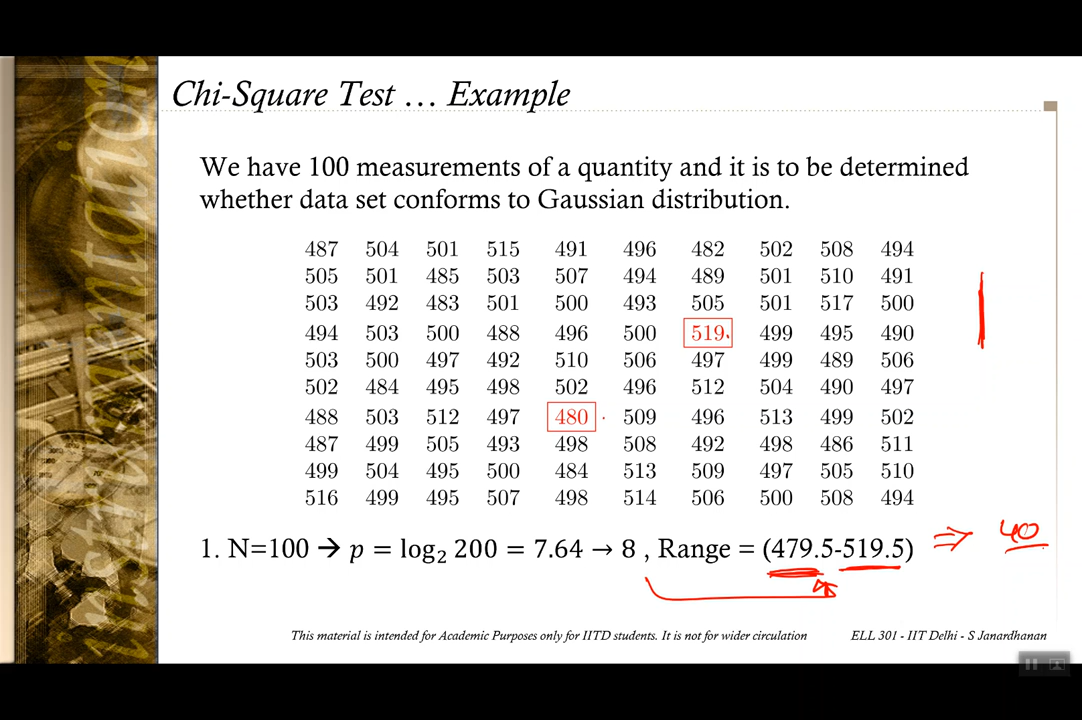 Chi-Square Test … Example
We have 100 measurements of a quantity and it is to be determined
whether data set conforms to Gaussian distribution.
487 504 501 515 491 496 482 502 508 494
505 501 485 503 507 494 489 501 510 491
503 492 483 501 500 493 505 501 517 500
494 503 500 488 496 500 519 499 495 490
503 500 497 492 510 506 497 499 489 506
502 484 495 498 502 496 512 504 490 497
488 503 512 497 480 509 496 513 499 502
487 499 505 493 498 508 492 498 486 511
499 504 495 500 484 513 509 497 505 510
516 499 495 507 498 514 506 500 508 494
1. N=100 → p = log₂ 200 = 7.64 → 8 , Range = (479.5-519.5) ⇒ 40
This material is intended for Academic Purposes only for IITD students. It is not for wider circulation ELL 301 - IIT Delhi - S Janardhanan
instrumentation